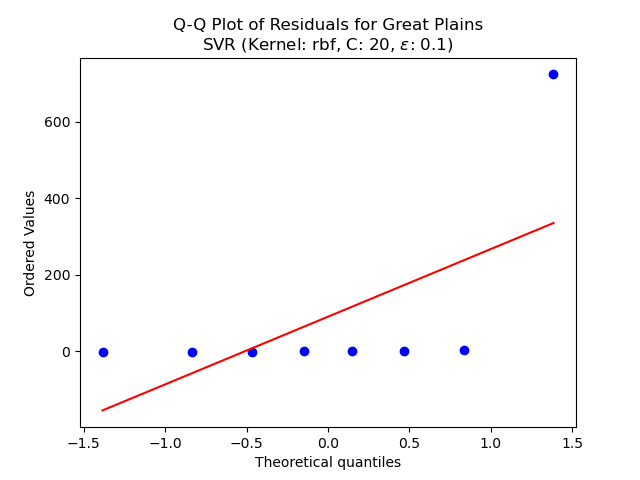 Q-Q Plot of Residuals for Great Plains
SVR (Kernel: rbf, C: 20, ε: 0.1)
Ordered Values
600
400
200
0
−1.5 −1.0 −0.5 0.0 0.5 1.0 1.5
Theoretical quantiles